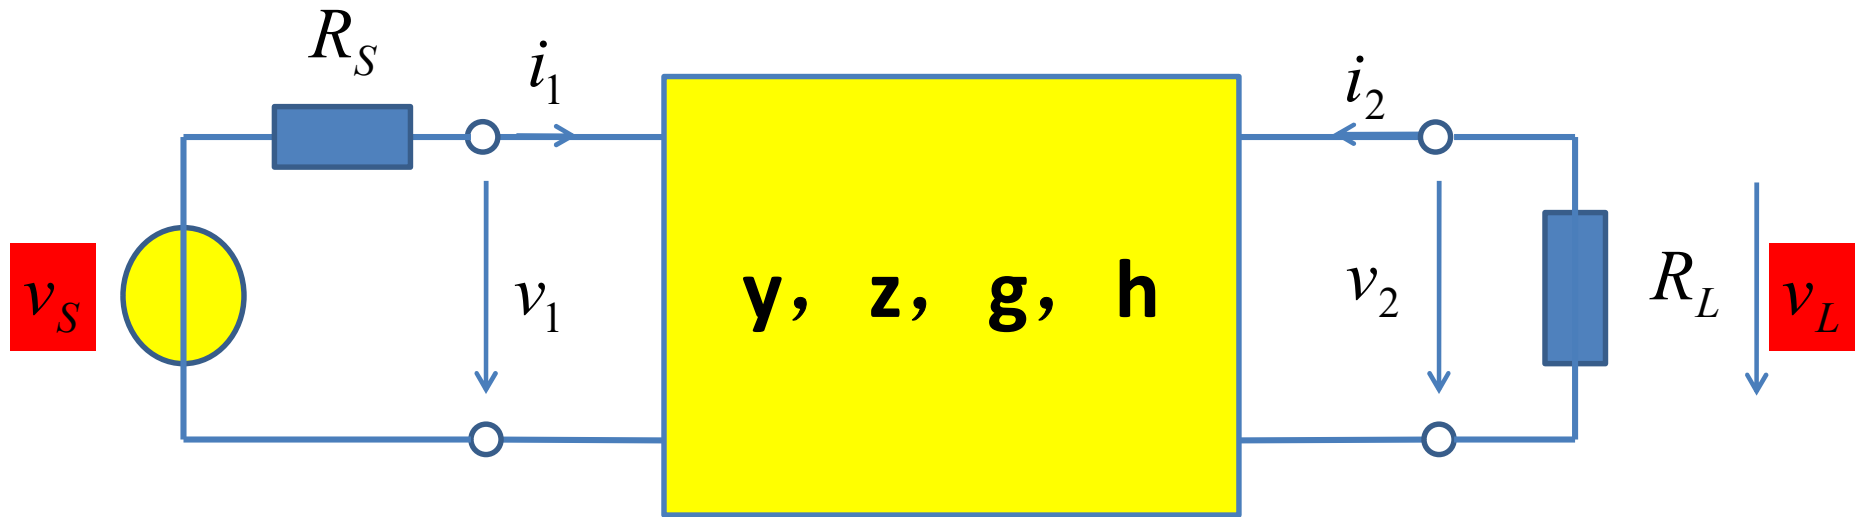 R_S
i_1
i_2
v_S
v_1
y，z，g，h
v_2
R_L
v_L